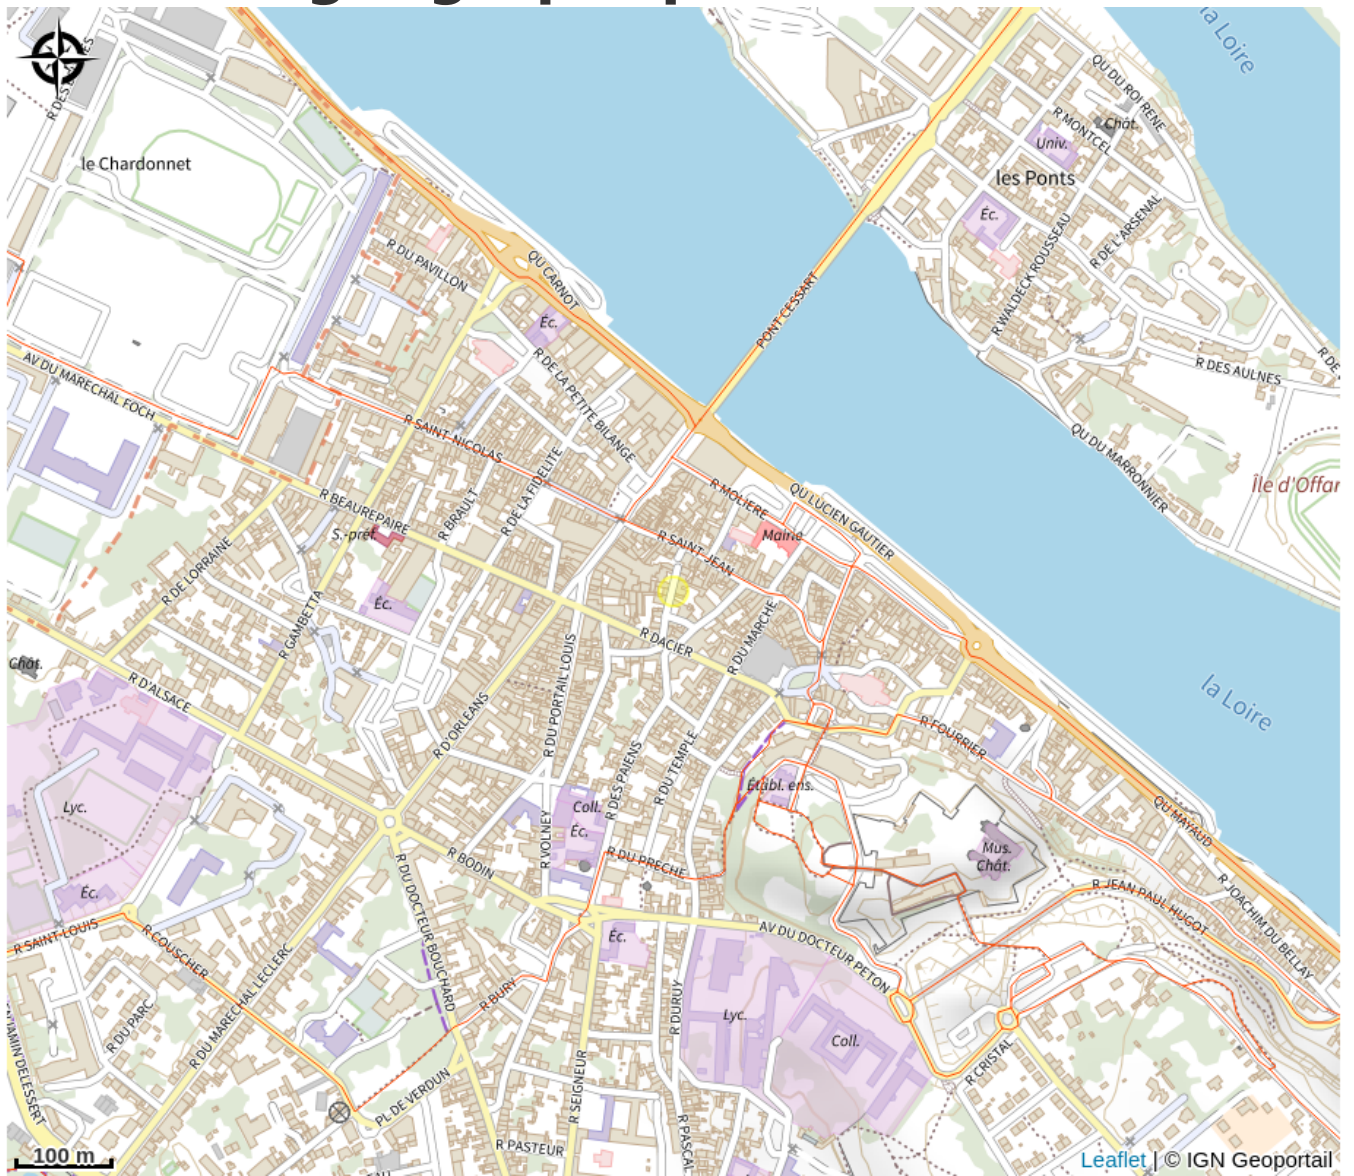 la Loire
QU DU ROI RENE
R MONTCEL
Chât.
Univ.
le Chardonnet
les Ponts
Éc.
R DE L'ARSENAL
R WALDECK ROUSSEAU
R DU PAVILLON
QU CARNOT
PONT CESSART
Éc.
R DE LA PETITE BILANGE
R DES AULNES
AV DU MARECHAL FOCH
R SAINT-NICOLAS
QU DU MARRONNIER
Île d'Offar
R DE LA FIDELITE
R BRAULT
R BEAUREPAIRE
S.-préf.
R MOLIERE
QU LUCIEN GAUTIER
Mairie
R SAINT-JEAN
R DE LORRAINE
Éc.
R GAMBETTA
R DACIER
R DU MARCHE
Chât.
R D'ALSACE
R D'ORLEANS
R DU PORTAIL LOUIS
la Loire
R FOURRIER
R DES PAIENS
R DU TEMPLE
Établ. ens.
Lyc.
Coll.
Éc.
R VOLNEY
QU MAYAUD
Mus.
Chât.
R BODIN
R DU PRECHE
R DU DOCTEUR BOUCHARD
Éc.
R JEAN PAUL HUGOT
R JOACHIM DU BELLAY
R SAINT-LOUIS
R COUSCHER
Éc.
AV DU DOCTEUR PETON
R DU MARECHAL LECLERC
R BURY
R DURUY
Lyc.
Coll.
R DU PARC
R CRISTAL
PL DE VERDUN
R SEIGNEUR
R PASTEUR
R PASCAL
100 m
Leaflet | © IGN Geoportail